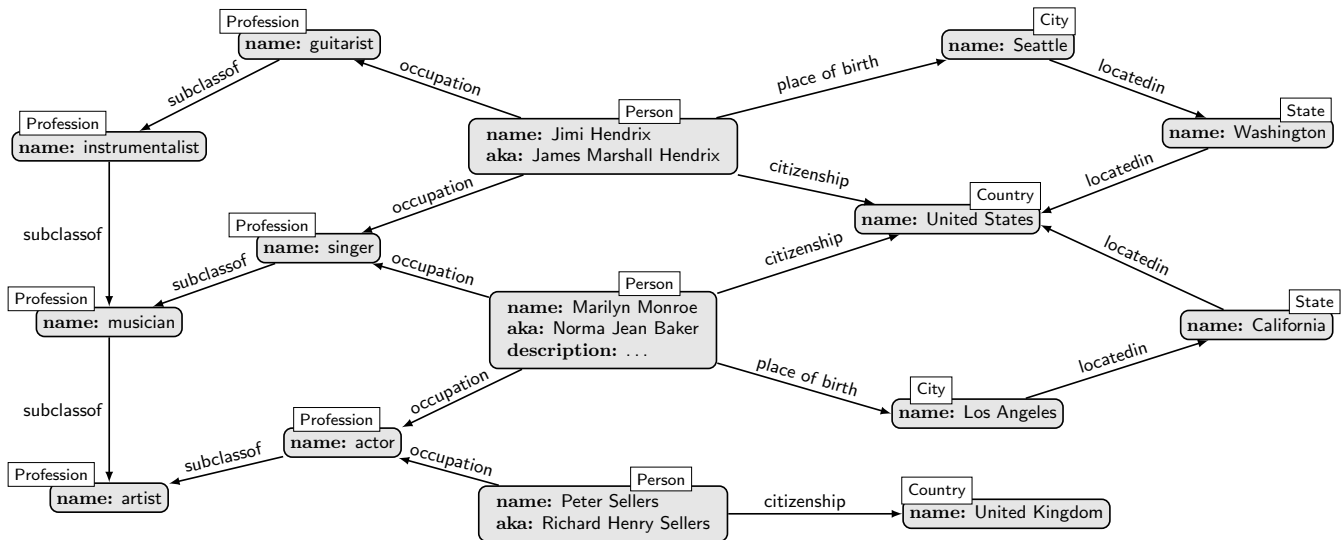 Profession
name: guitarist
City
name: Seattle
subclassof
occupation
place of birth
locatedin
Profession
name: instrumentalist
Person
name: Jimi Hendrix
aka: James Marshall Hendrix
State
name: Washington
citizenship
locatedin
occupation
Country
name: United States
subclassof
Profession
name: singer
subclassof
occupation
citizenship
locatedin
Profession
name: musician
Person
name: Marilyn Monroe
aka: Norma Jean Baker
description: ...
State
name: California
place of birth
locatedin
occupation
subclassof
City
name: Los Angeles
Profession
name: actor
subclassof
occupation
Profession
name: artist
Person
name: Peter Sellers
aka: Richard Henry Sellers
citizenship
Country
name: United Kingdom